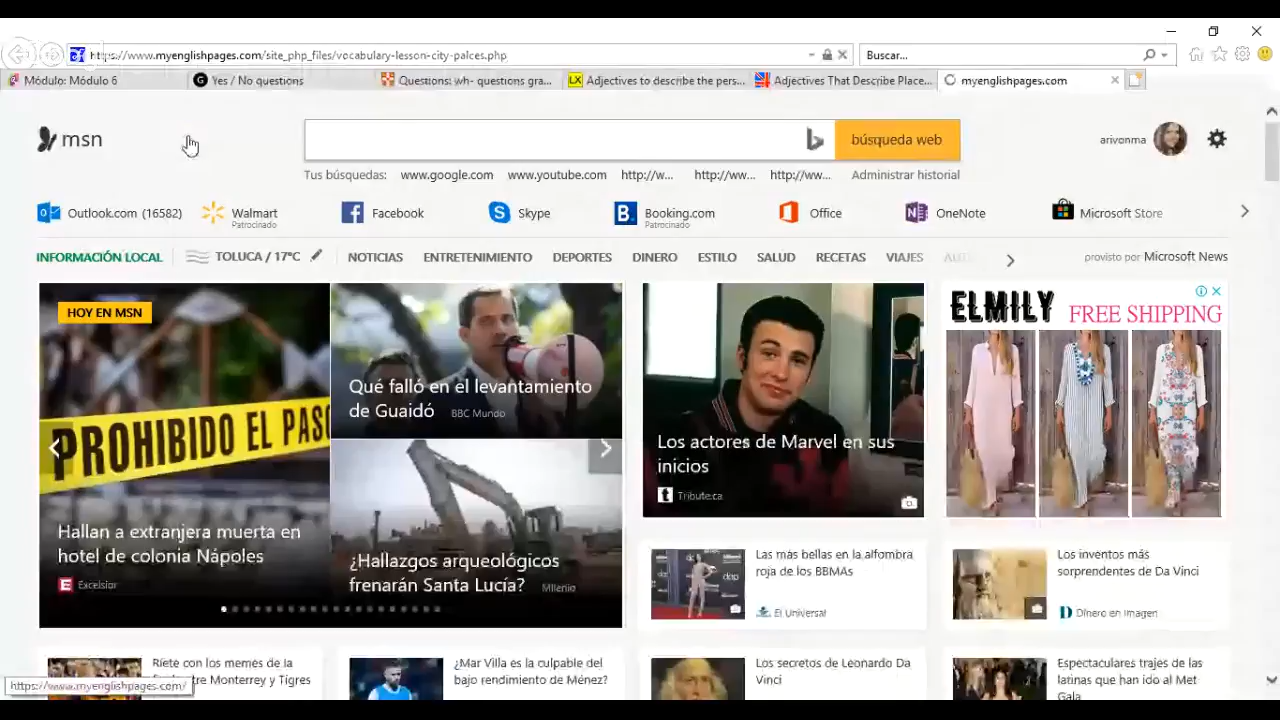 https://www.myenglishpages.com/site_php_files/vocabulary-lesson-city-palces.php
Buscar...
Módulo: Módulo 6
Yes / No questions
Questions: wh- questions gra...
Adjectives to describe the pers...
Adjectives That Describe Place...
myenglishpages.com
msn
búsqueda web
arivonma
Tus búsquedas:
www.google.com
www.youtube.com
http://w...
http://ww...
http://ww...
Administrar historial
Outlook.com (16582)
Walmart
Patrocinado
Facebook
Skype
Booking.com
Patrocinado
Office
OneNote
Microsoft Store
INFORMACIÓN LOCAL
TOLUCA / 17°C
NOTICIAS
ENTRETENIMIENTO
DEPORTES
DINERO
ESTILO
SALUD
RECETAS
VIAJES
provisto por Microsoft News
HOY EN MSN
PROHIBIDO EL PASO
Hallan a extranjera muerta en
hotel de colonia Nápoles
Excelsior
Qué falló en el levantamiento
de Guaidó BBC Mundo
¿Hallazgos arqueológicos
frenarán Santa Lucía? Milenio
Los actores de Marvel en sus
inicios
Tribute.ca
ELMILY FREE SHIPPING
Las más bellas en la alfombra
roja de los BBMAs
El Universal
Los inventos más
sorprendentes de Da Vinci
Dinero en Imagen
Ríete con los memes de la
entre Monterrey y Tigres
¿Mar Villa es la culpable del
bajo rendimiento de Ménez?
Los secretos de Leonardo Da
Vinci
Espectaculares trajes de las
latinas que han ido al Met
Gala
https://www.myenglishpages.com/